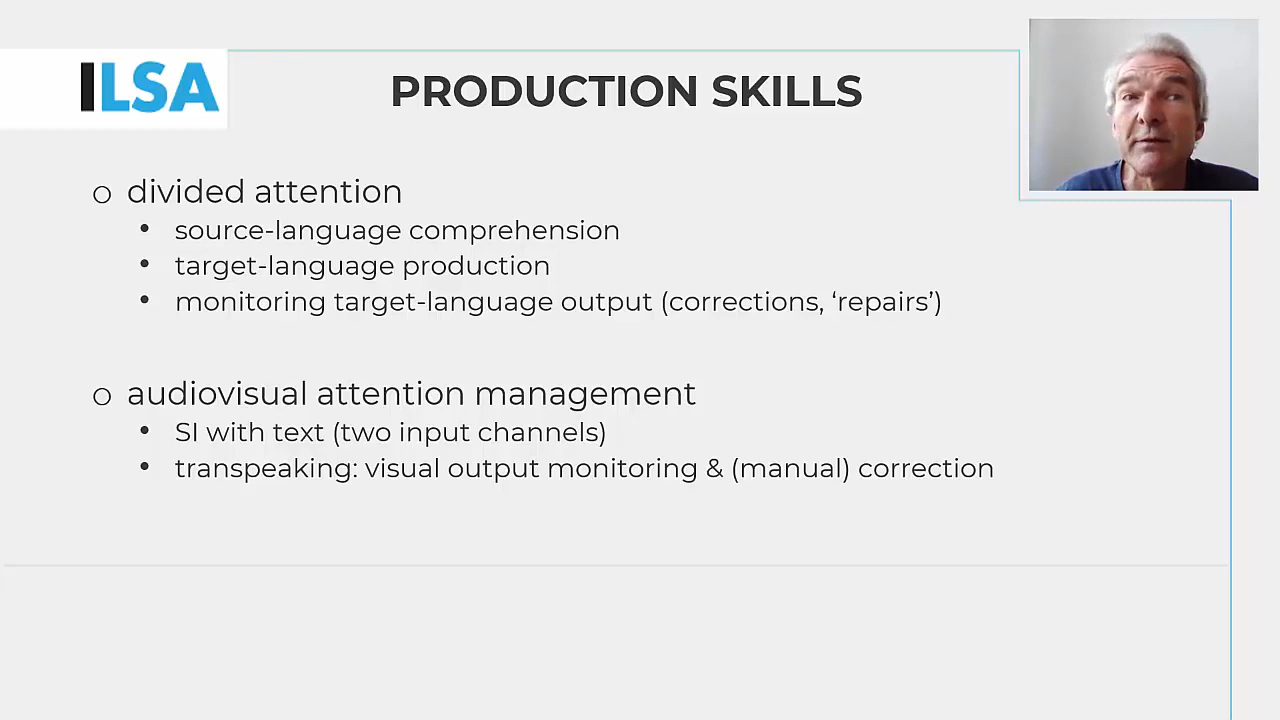 ILSA
PRODUCTION SKILLS
o divided attention
• source-language comprehension
• target-language production
• monitoring target-language output (corrections, ‘repairs’)
o audiovisual attention management
• SI with text (two input channels)
• transpeaking: visual output monitoring & (manual) correction